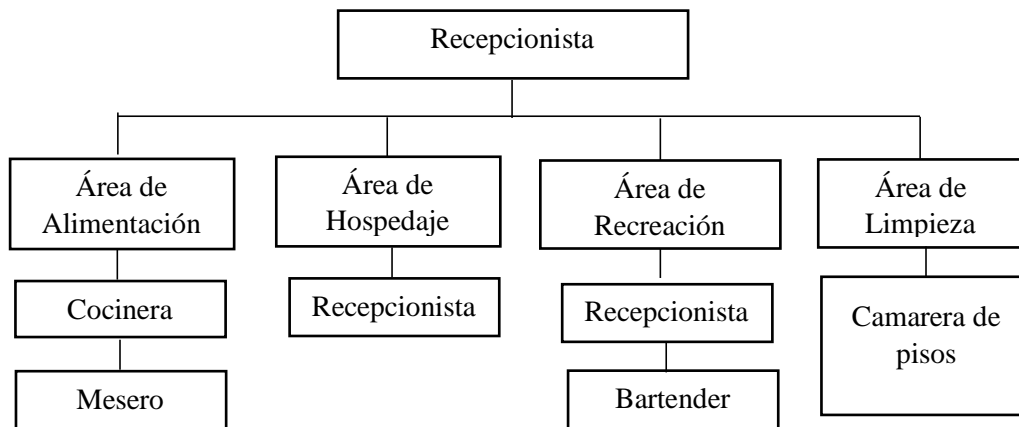 Recepcionista
Área de
Alimentación
Área de
Hospedaje
Área de
Recreación
Área de
Limpieza
Cocinera
Recepcionista
Recepcionista
Camarera de
pisos
Mesero
Bartender